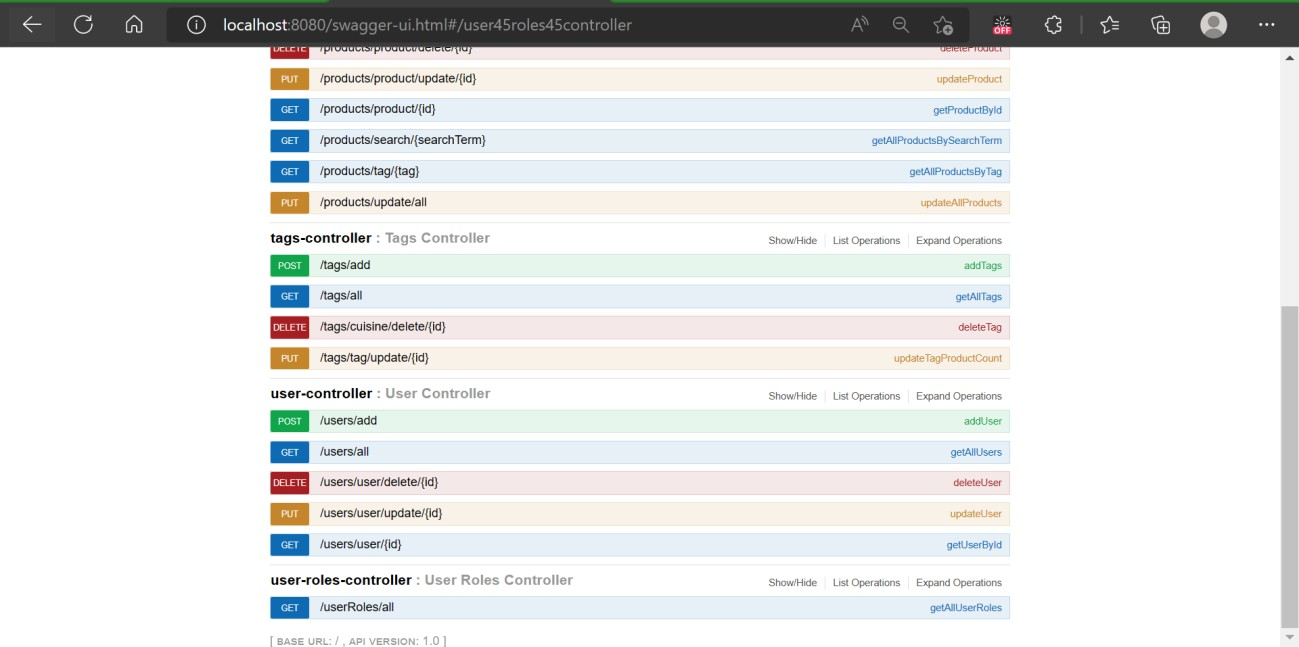 localhost:8080/swagger-ui.html#/user45roles45controller
OFF
DELETE /products/product/delete/{id} deleteProduct
PUT /products/product/update/{id} updateProduct
GET /products/product/{id} getProductById
GET /products/search/{searchTerm} getAllProductsBySearchTerm
GET /products/tag/{tag} getAllProductsByTag
PUT /products/update/all updateAllProducts
tags-controller : Tags Controller Show/Hide List Operations Expand Operations
POST /tags/add addTags
GET /tags/all getAllTags
DELETE /tags/cuisine/delete/{id} deleteTag
PUT /tags/tag/update/{id} updateTagProductCount
user-controller : User Controller Show/Hide List Operations Expand Operations
POST /users/add addUser
GET /users/all getAllUsers
DELETE /users/user/delete/{id} deleteUser
PUT /users/user/update/{id} updateUser
GET /users/user/{id} getUserById
user-roles-controller : User Roles Controller Show/Hide List Operations Expand Operations
GET /userRoles/all getAllUserRoles
[ BASE URL: / , API VERSION: 1.0 ]